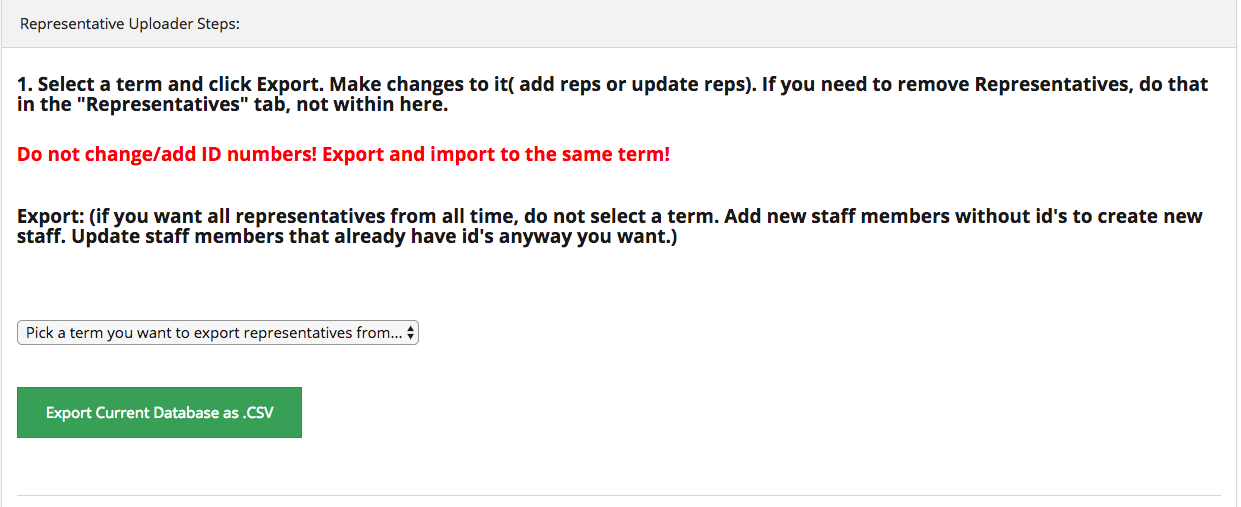 Representative Uploader Steps:
1. Select a term and click Export. Make changes to it( add reps or update reps). If you need to remove Representatives, do that
in the "Representatives" tab, not within here.
Do not change/add ID numbers! Export and import to the same term!
Export: (if you want all representatives from all time, do not select a term. Add new staff members without id's to create new
staff. Update staff members that already have id's anyway you want.)
Pick a term you want to export representatives from...
Export Current Database as .CSV